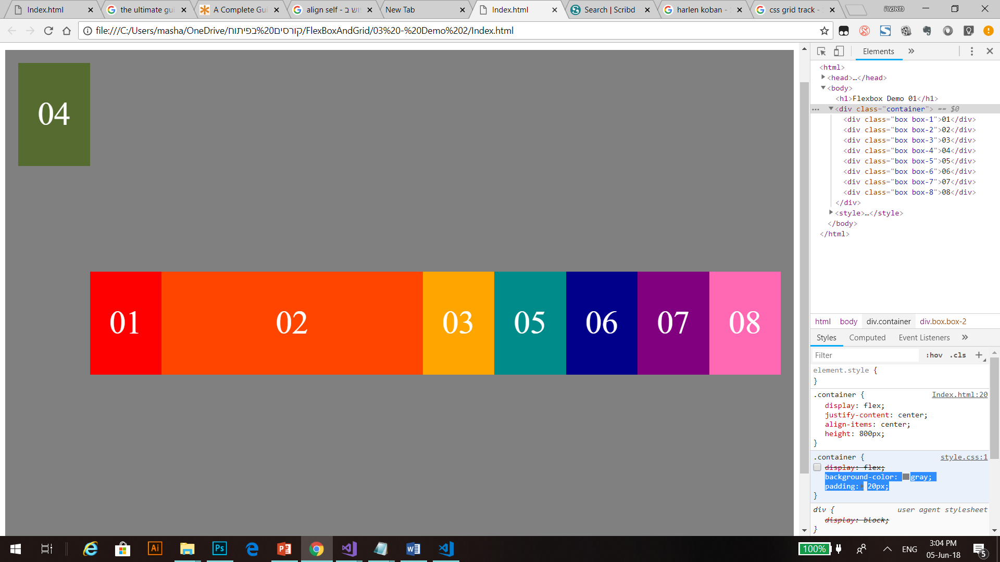 Index.html
the ultimate gui
A Complete Gui
align self - פוש ב
New Tab
Index.html
Search | Scribd
harlen koban -
css grid track -
מאשה
file:///C:/Users/masha/OneDrive/קורסים%20בפיתוח/FlexBoxAndGrid/03%20-%20Demo%202/Index.html
04
01
02
03
05
06
07
08
Elements
<html>
<head>…</head>
<body>
<h1>Flexbox Demo 01</h1>
<div class="container"> == $0
<div class="box box-1">01</div>
<div class="box box-2">02</div>
<div class="box box-3">03</div>
<div class="box box-4">04</div>
<div class="box box-5">05</div>
<div class="box box-6">06</div>
<div class="box box-7">07</div>
<div class="box box-8">08</div>
</div>
<style>…</style>
</body>
</html>
html body div.container div.box.box-2
Styles Computed Event Listeners
Filter :hov .cls
element.style {
}
.container { Index.html:20
display: flex;
justify-content: center;
align-items: center;
height: 800px;
}
.container { style.css:1
display: flex;
background-color: gray;
padding: 20px;
}
div { user agent stylesheet
display: block;
}
100%
ENG
3:04 PM
05-Jun-18
5